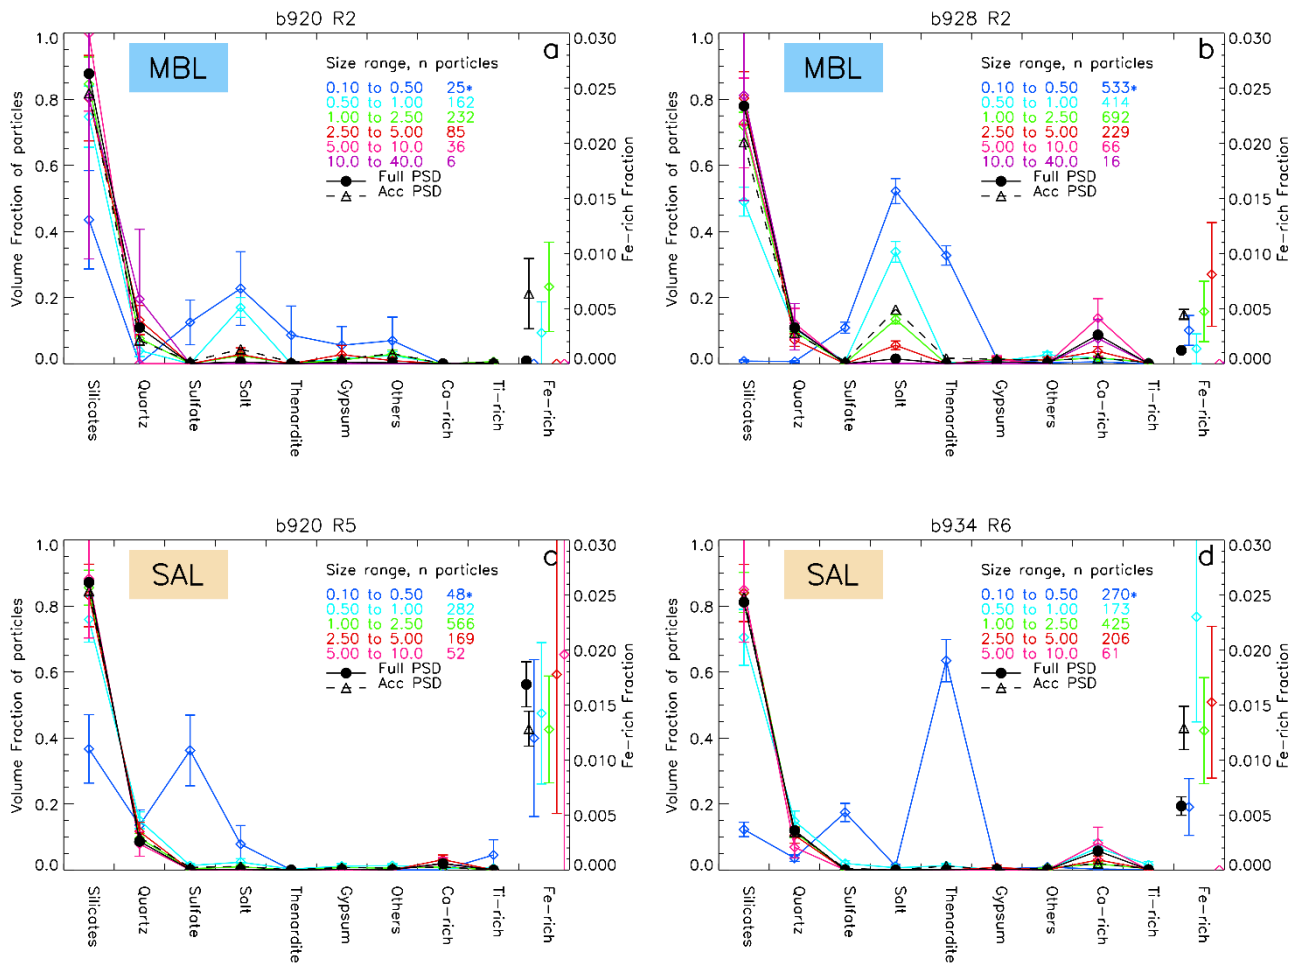 b920 R2
a
MBL
Size range, n particles
0.10 to 0.50 25*
0.50 to 1.00 162
1.00 to 2.50 232
2.50 to 5.00 85
5.00 to 10.0 36
10.0 to 40.0 6
Full PSD
Acc PSD
Volume Fraction of particles
1.0
0.8
0.6
0.4
0.2
0.0
Fe-rich Fraction
0.030
0.025
0.020
0.015
0.010
0.005
0.000
Silicates
Quartz
Sulfate
Salt
Thenardite
Gypsum
Others
Ca-rich
Ti-rich
Fe-rich
b928 R2
b
MBL
Size range, n particles
0.10 to 0.50 533*
0.50 to 1.00 414
1.00 to 2.50 692
2.50 to 5.00 229
5.00 to 10.0 66
10.0 to 40.0 16
Full PSD
Acc PSD
Volume Fraction of particles
1.0
0.8
0.6
0.4
0.2
0.0
Fe-rich Fraction
0.030
0.025
0.020
0.015
0.010
0.005
0.000
Silicates
Quartz
Sulfate
Salt
Thenardite
Gypsum
Others
Ca-rich
Ti-rich
Fe-rich
b920 R5
c
SAL
Size range, n particles
0.10 to 0.50 48*
0.50 to 1.00 282
1.00 to 2.50 566
2.50 to 5.00 169
5.00 to 10.0 52
Full PSD
Acc PSD
Volume Fraction of particles
1.0
0.8
0.6
0.4
0.2
0.0
Fe-rich Fraction
0.030
0.025
0.020
0.015
0.010
0.005
0.000
Silicates
Quartz
Sulfate
Salt
Thenardite
Gypsum
Others
Ca-rich
Ti-rich
Fe-rich
b934 R6
d
SAL
Size range, n particles
0.10 to 0.50 270*
0.50 to 1.00 173
1.00 to 2.50 425
2.50 to 5.00 206
5.00 to 10.0 61
Full PSD
Acc PSD
Volume Fraction of particles
1.0
0.8
0.6
0.4
0.2
0.0
Fe-rich Fraction
0.030
0.025
0.020
0.015
0.010
0.005
0.000
Silicates
Quartz
Sulfate
Salt
Thenardite
Gypsum
Others
Ca-rich
Ti-rich
Fe-rich